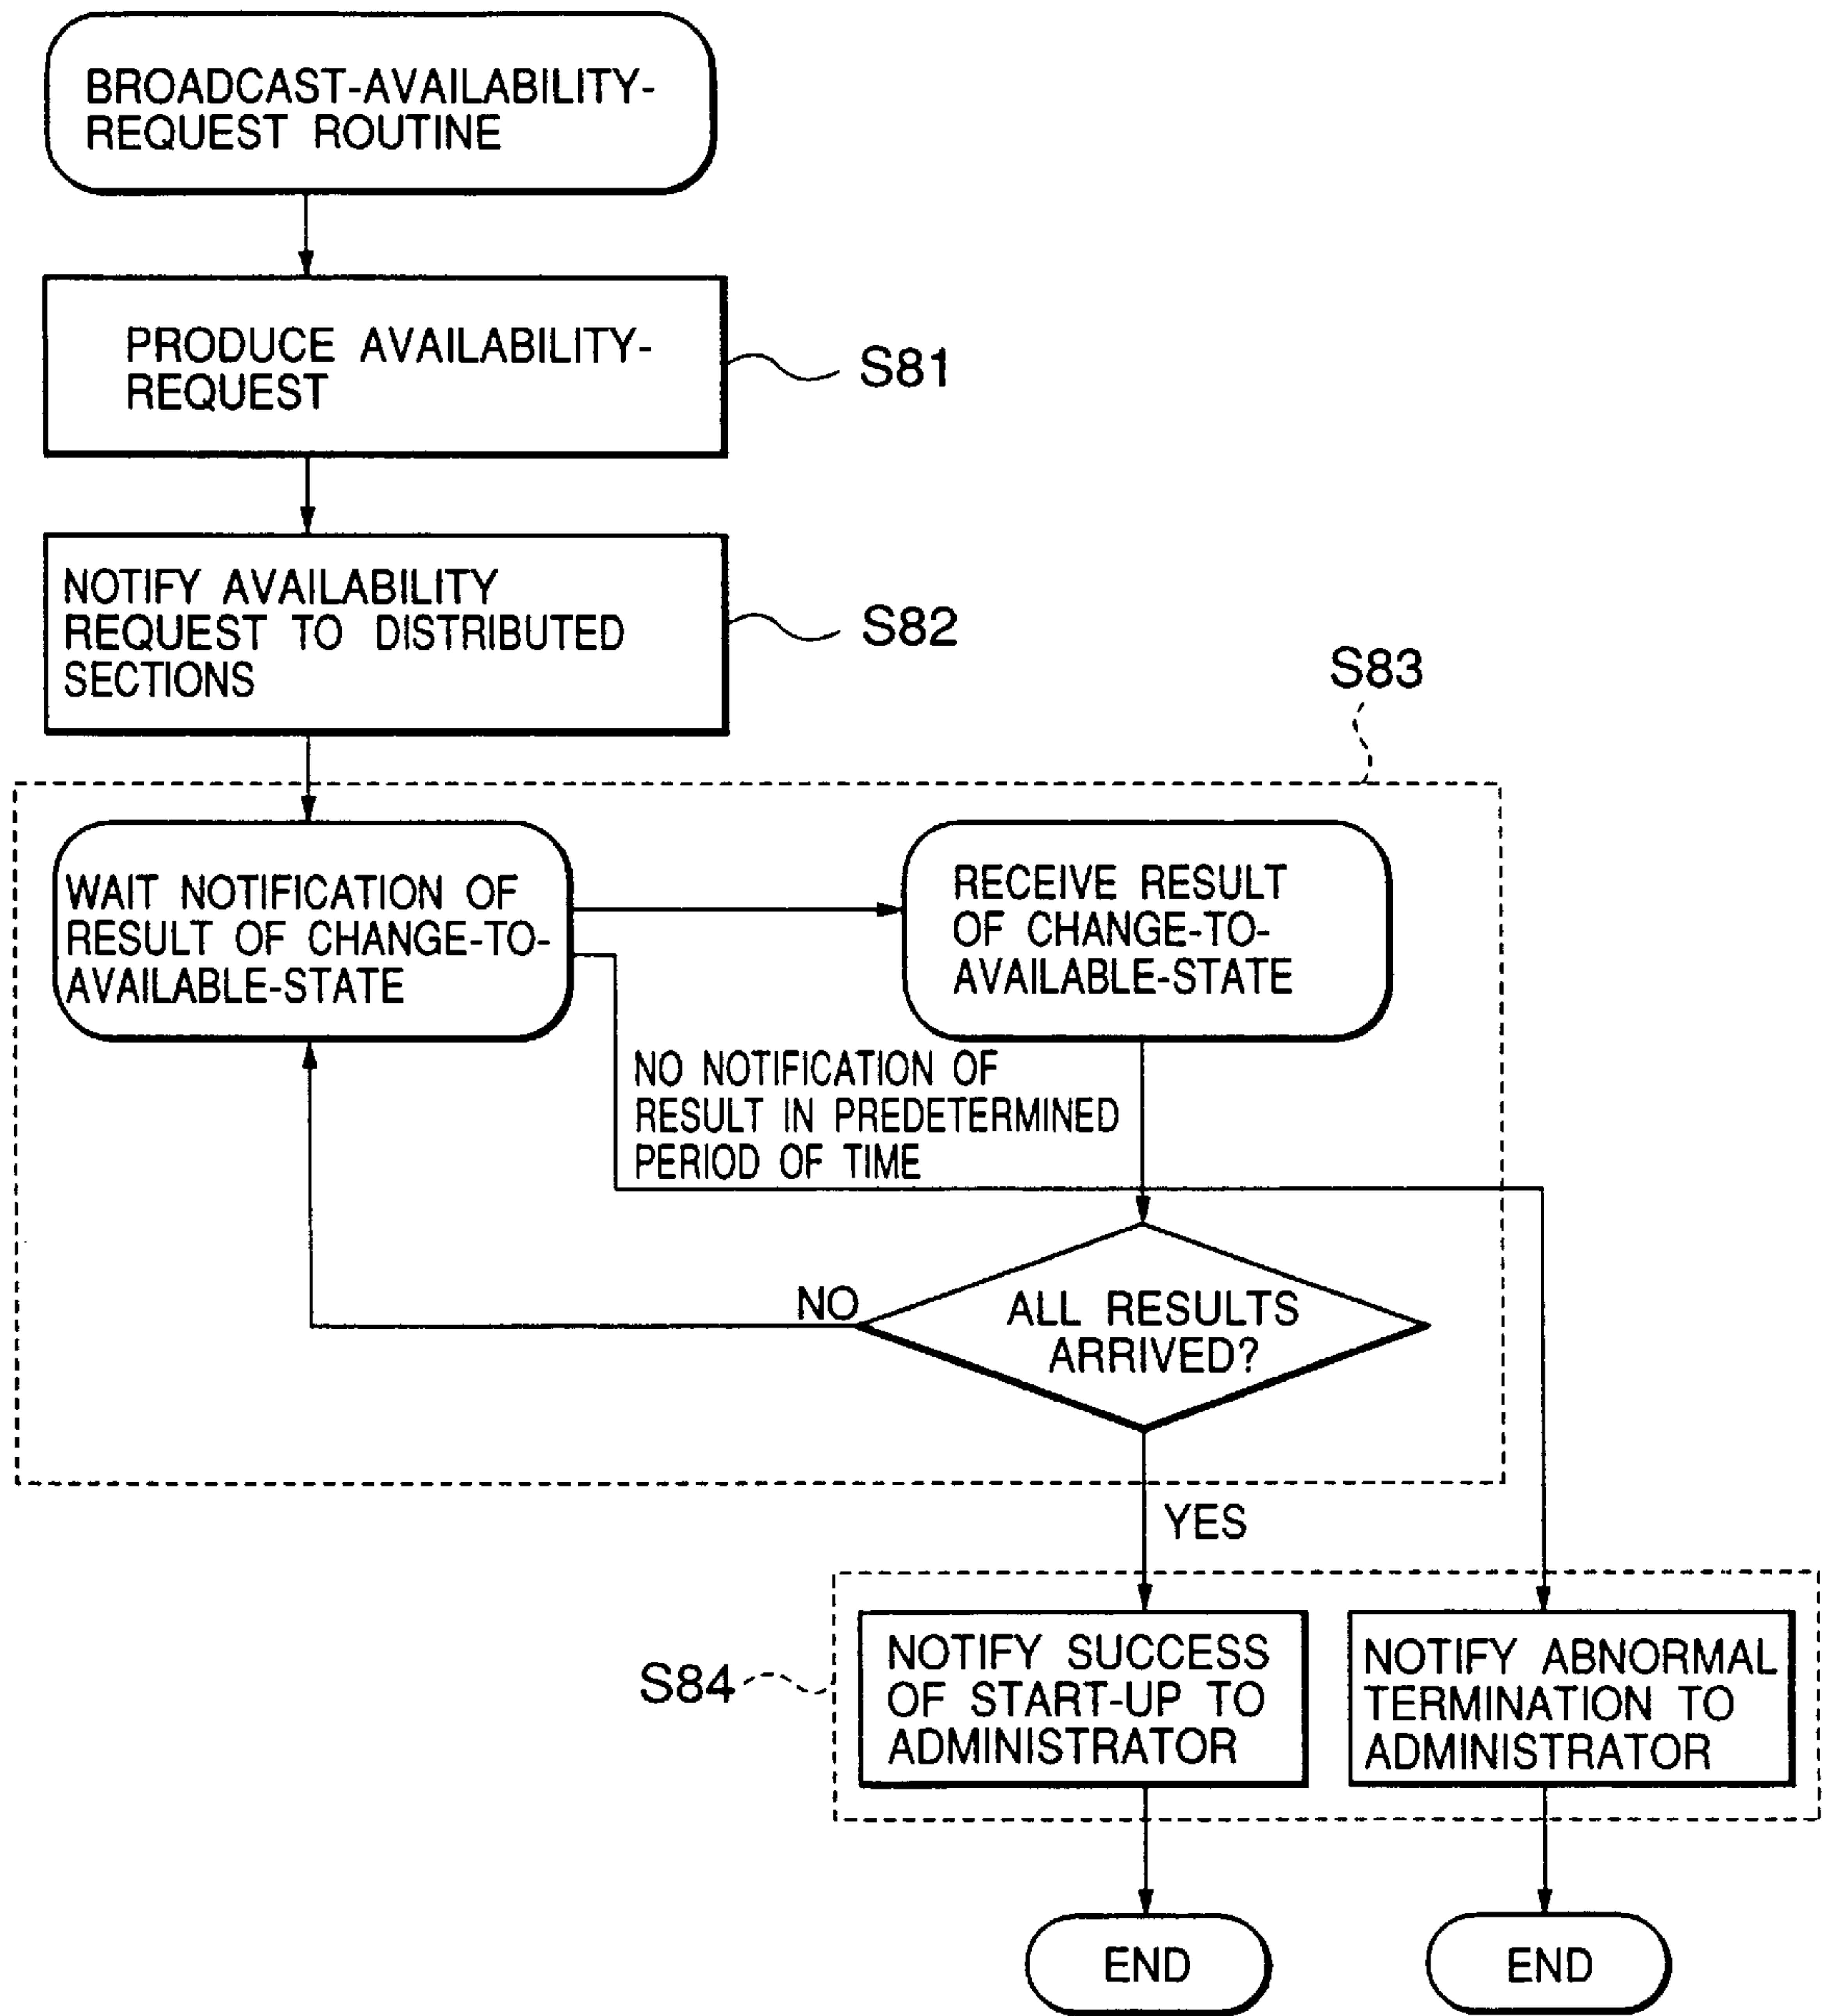 BROADCAST-AVAILABILITY-
REQUEST ROUTINE
PRODUCE AVAILABILITY-
REQUEST
S81
NOTIFY AVAILABILITY
REQUEST TO DISTRIBUTED
SECTIONS
S82
S83
WAIT NOTIFICATION OF
RESULT OF CHANGE-TO-
AVAILABLE-STATE
RECEIVE RESULT
OF CHANGE-TO-
AVAILABLE-STATE
NO NOTIFICATION OF
RESULT IN PREDETERMINED
PERIOD OF TIME
NO
ALL RESULTS
ARRIVED?
YES
S84
NOTIFY SUCCESS
OF START-UP TO
ADMINISTRATOR
NOTIFY ABNORMAL
TERMINATION TO
ADMINISTRATOR
END
END